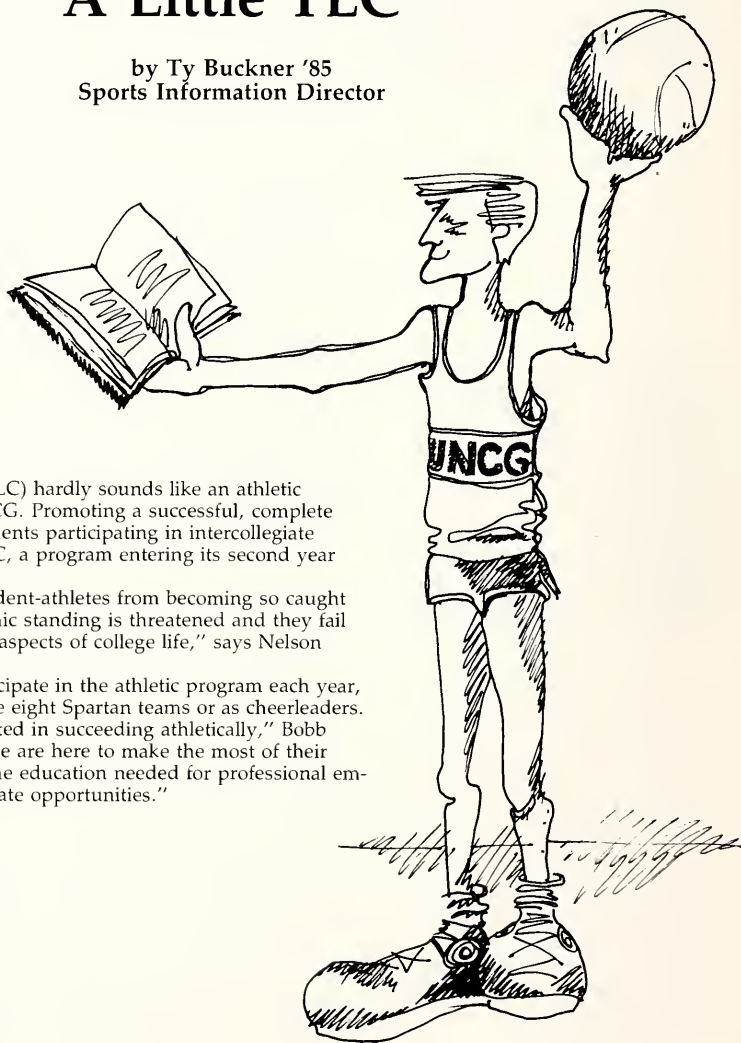 A Little TLC
by Ty Buckner '85
Sports Information Director
UNCG
LC) hardly sounds like an athletic
CG. Promoting a successful, complete
ents participating in intercollegiate
C, a program entering its second year
dent-athletes from becoming so caught
ic standing is threatened and they fail
aspects of college life," says Nelson
cipate in the athletic program each year,
e eight Spartan teams or as cheerleaders.
ted in succeeding athletically," Bobb
e are here to make the most of their
he education needed for professional em-
ate opportunities."